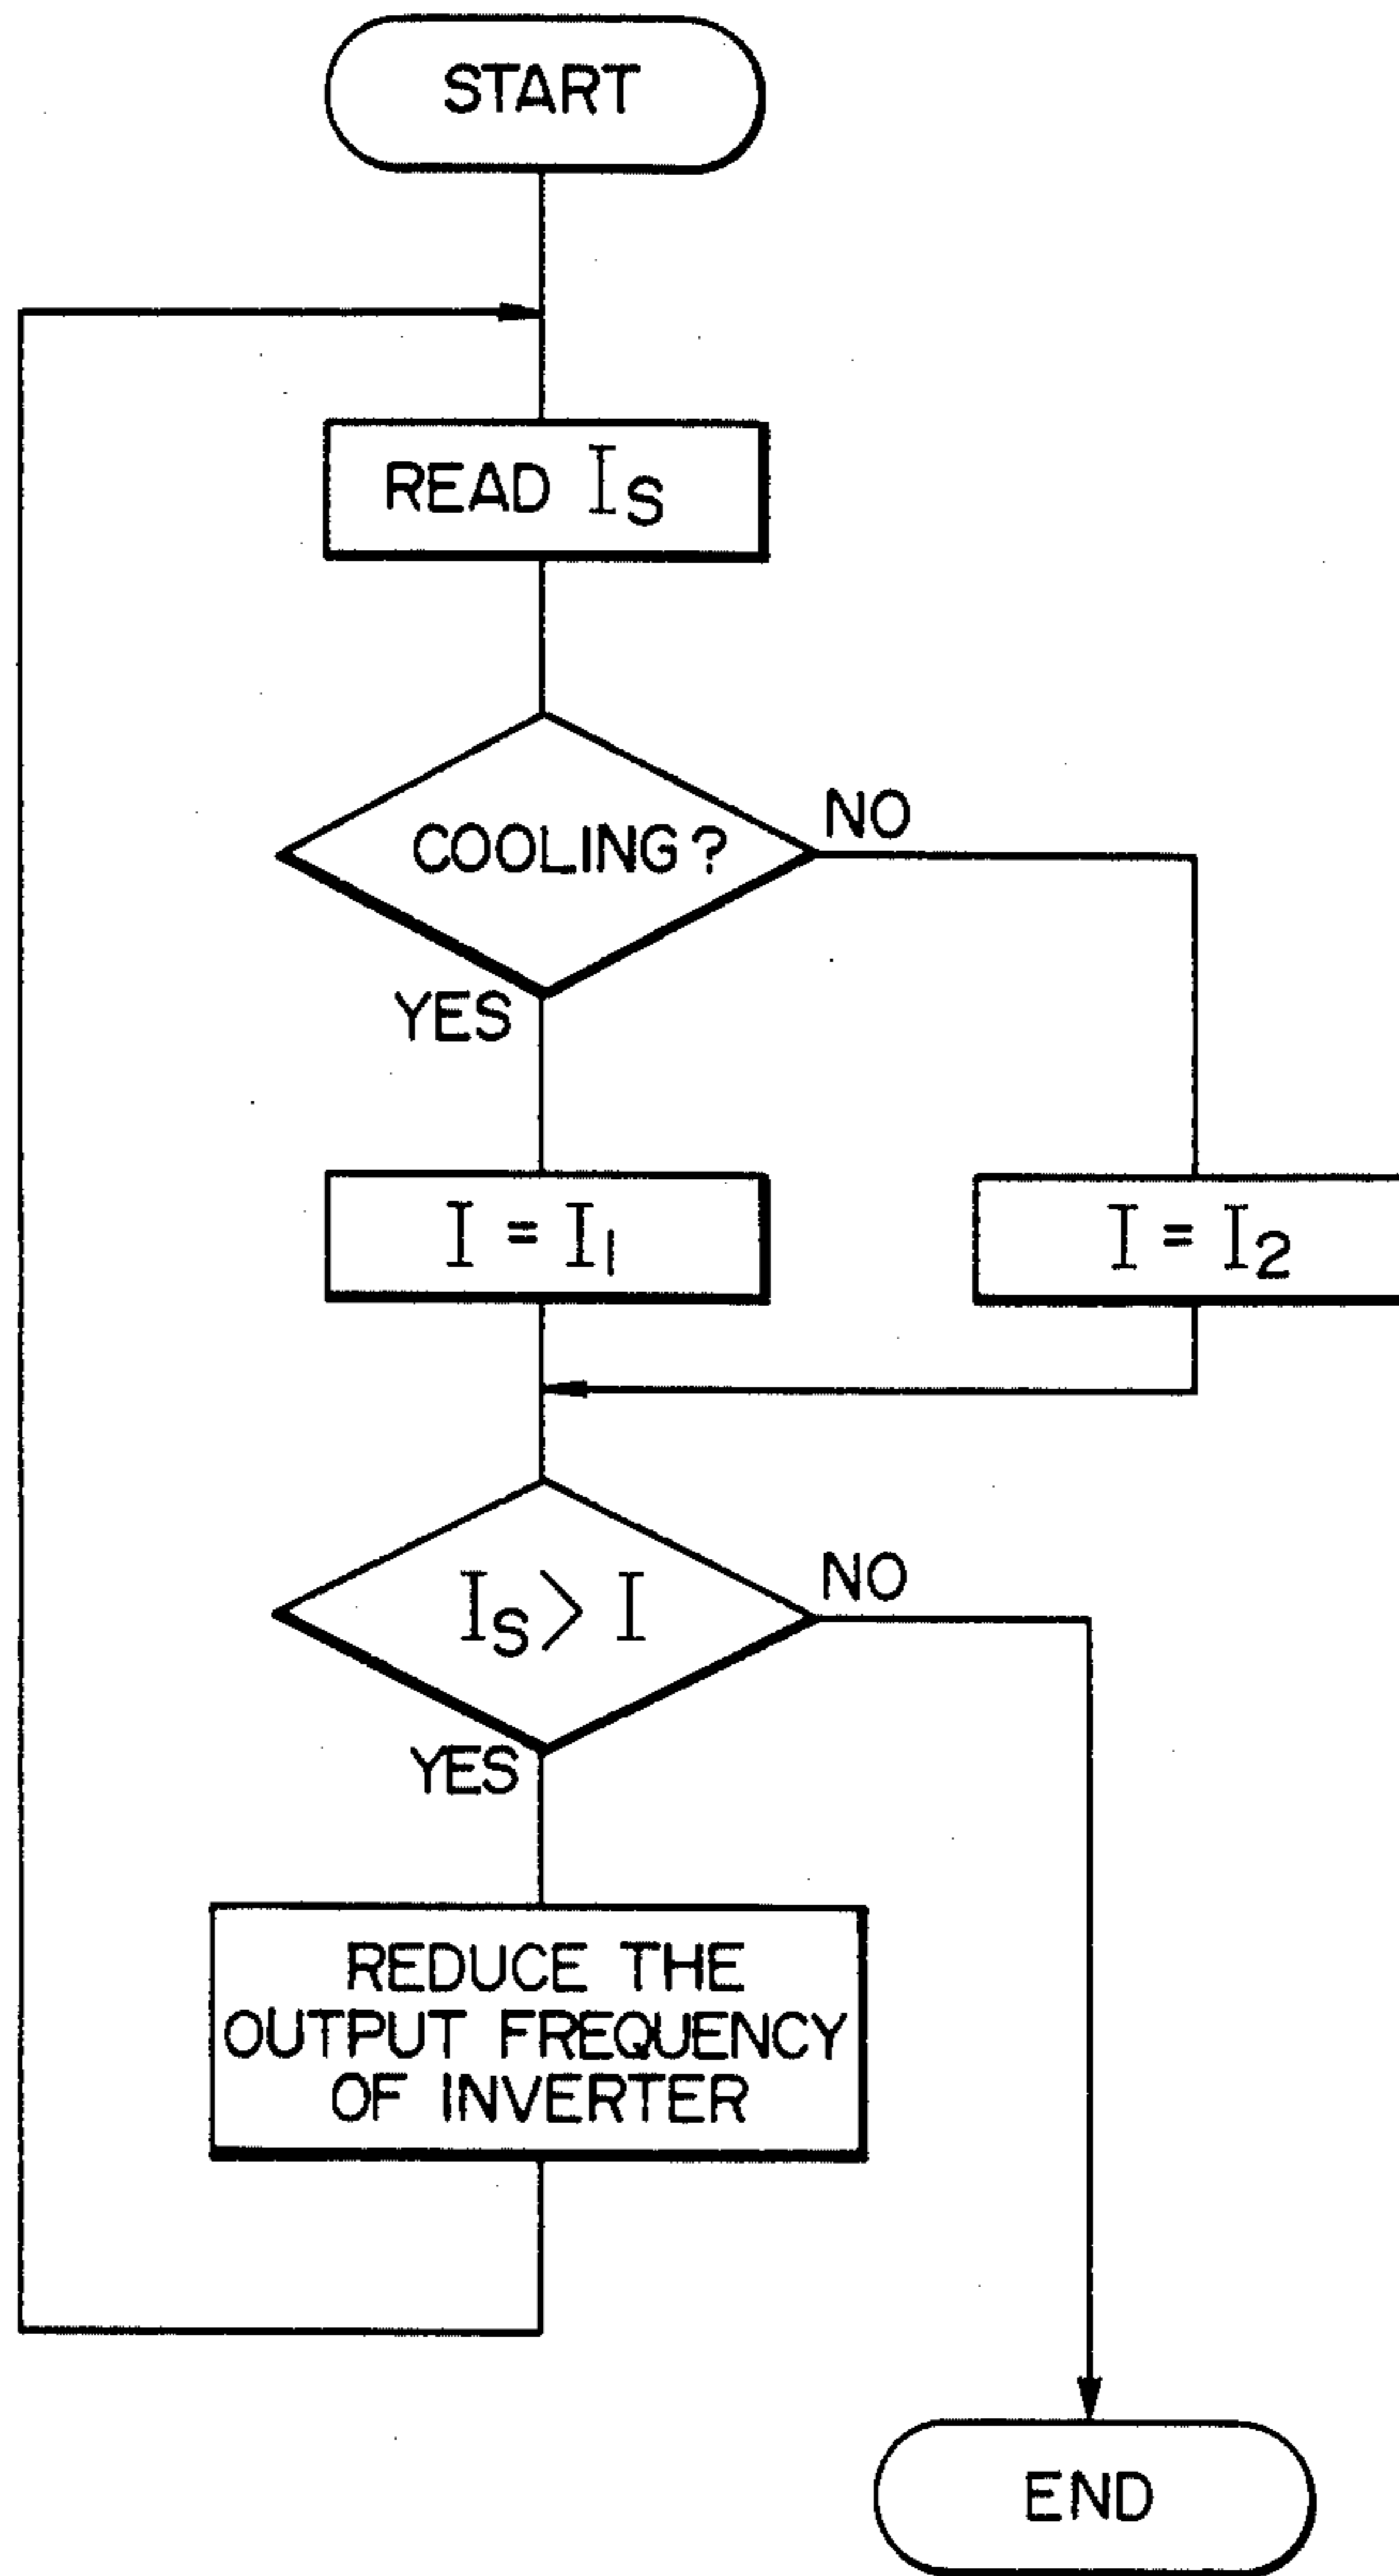 START
READ Is
COOLING?
NO
YES
I = I1
I = I2
Is > I
NO
YES
REDUCE THE
OUTPUT FREQUENCY
OF INVERTER
END